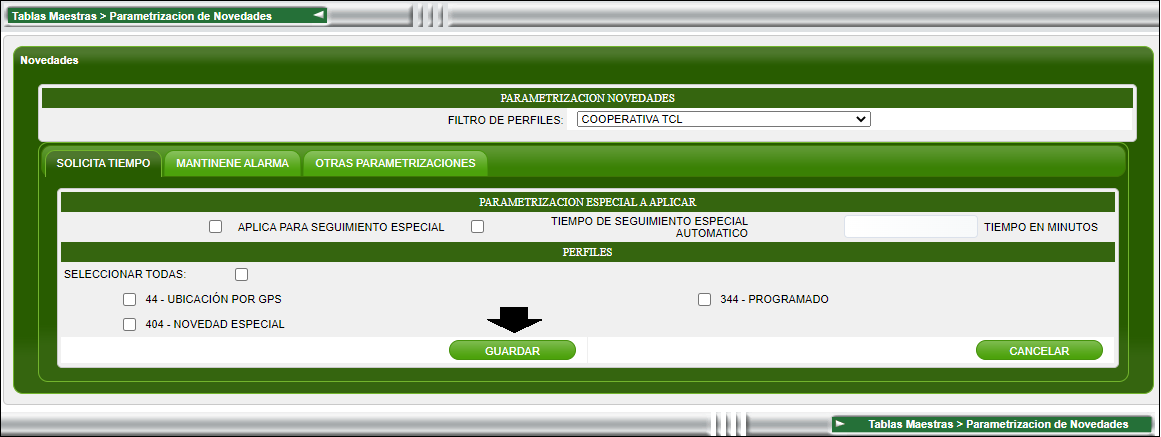 Tablas Maestras > Parametrizacion de Novedades
Novedades
PARAMETRIZACION NOVEDADES
FILTRO DE PERFILES: COOPERATIVA TCL
SOLICITA TIEMPO MANTINENE ALARMA OTRAS PARAMETRIZACIONES
PARAMETRIZACION ESPECIAL A APLICAR
APLICA PARA SEGUIMIENTO ESPECIAL TIEMPO DE SEGUIMIENTO ESPECIAL
AUTOMATICO TIEMPO EN MINUTOS
PERFILES
SELECCIONAR TODAS:
44 - UBICACIÓN POR GPS 344 - PROGRAMADO
404 - NOVEDAD ESPECIAL
GUARDAR CANCELAR
Tablas Maestras > Parametrizacion de Novedades